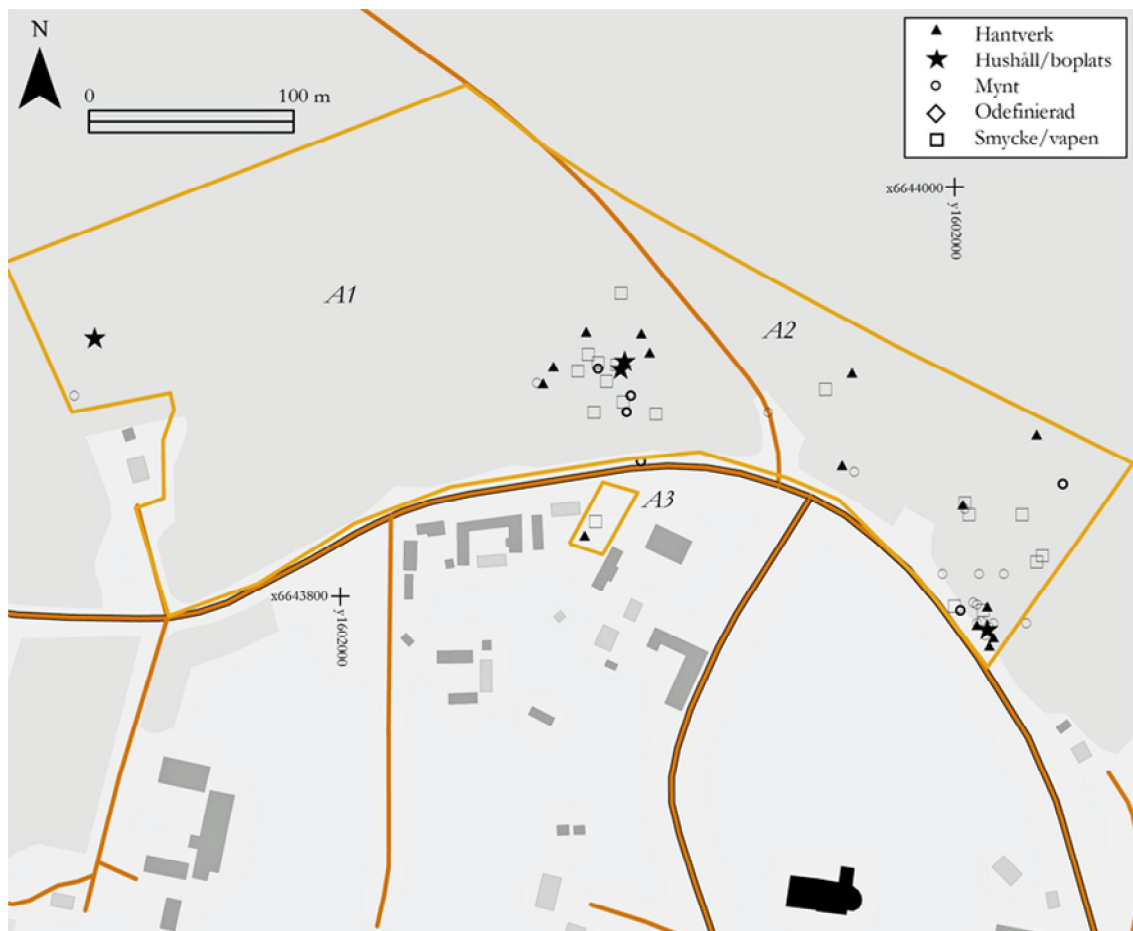 N
0 100 m
Hantverk
Hushåll/boplats
Mynt
Odefinierad
Smycke/vapen
x6644000
y1602000
A1
A2
A3
x6643800
y1602000